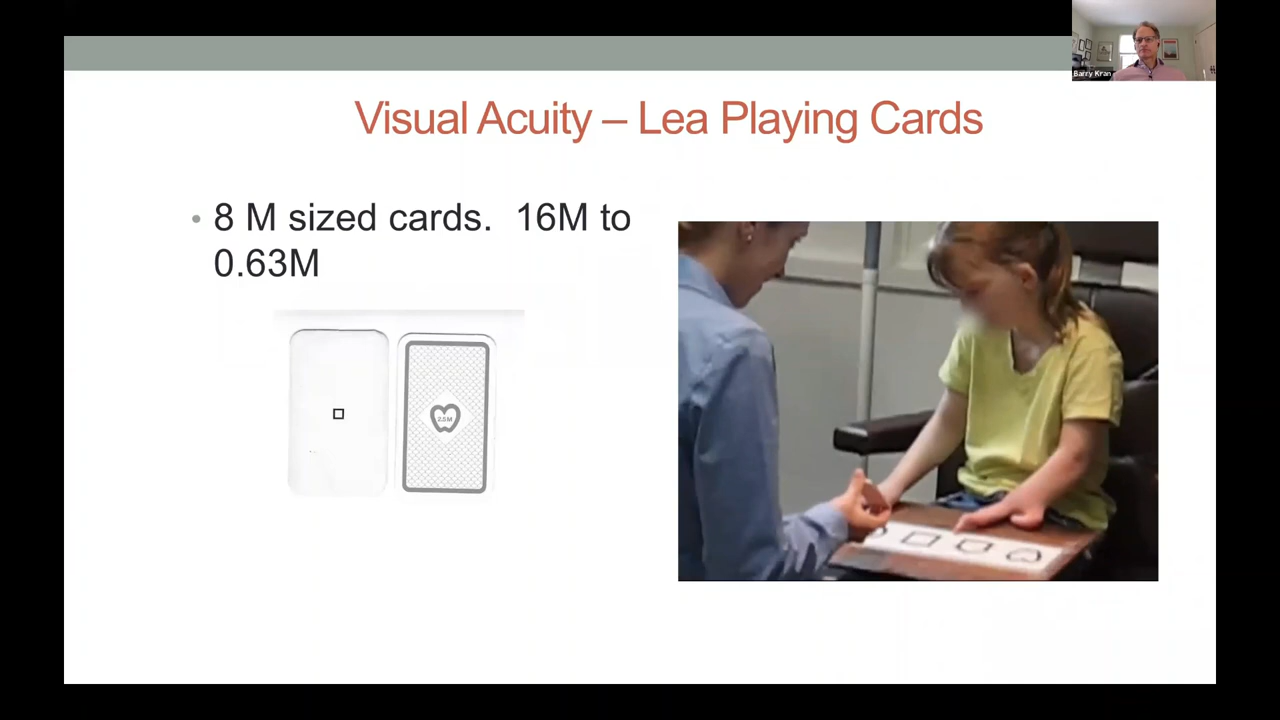 Barry Kran
Visual Acuity – Lea Playing Cards
• 8 M sized cards. 16M to
0.63M